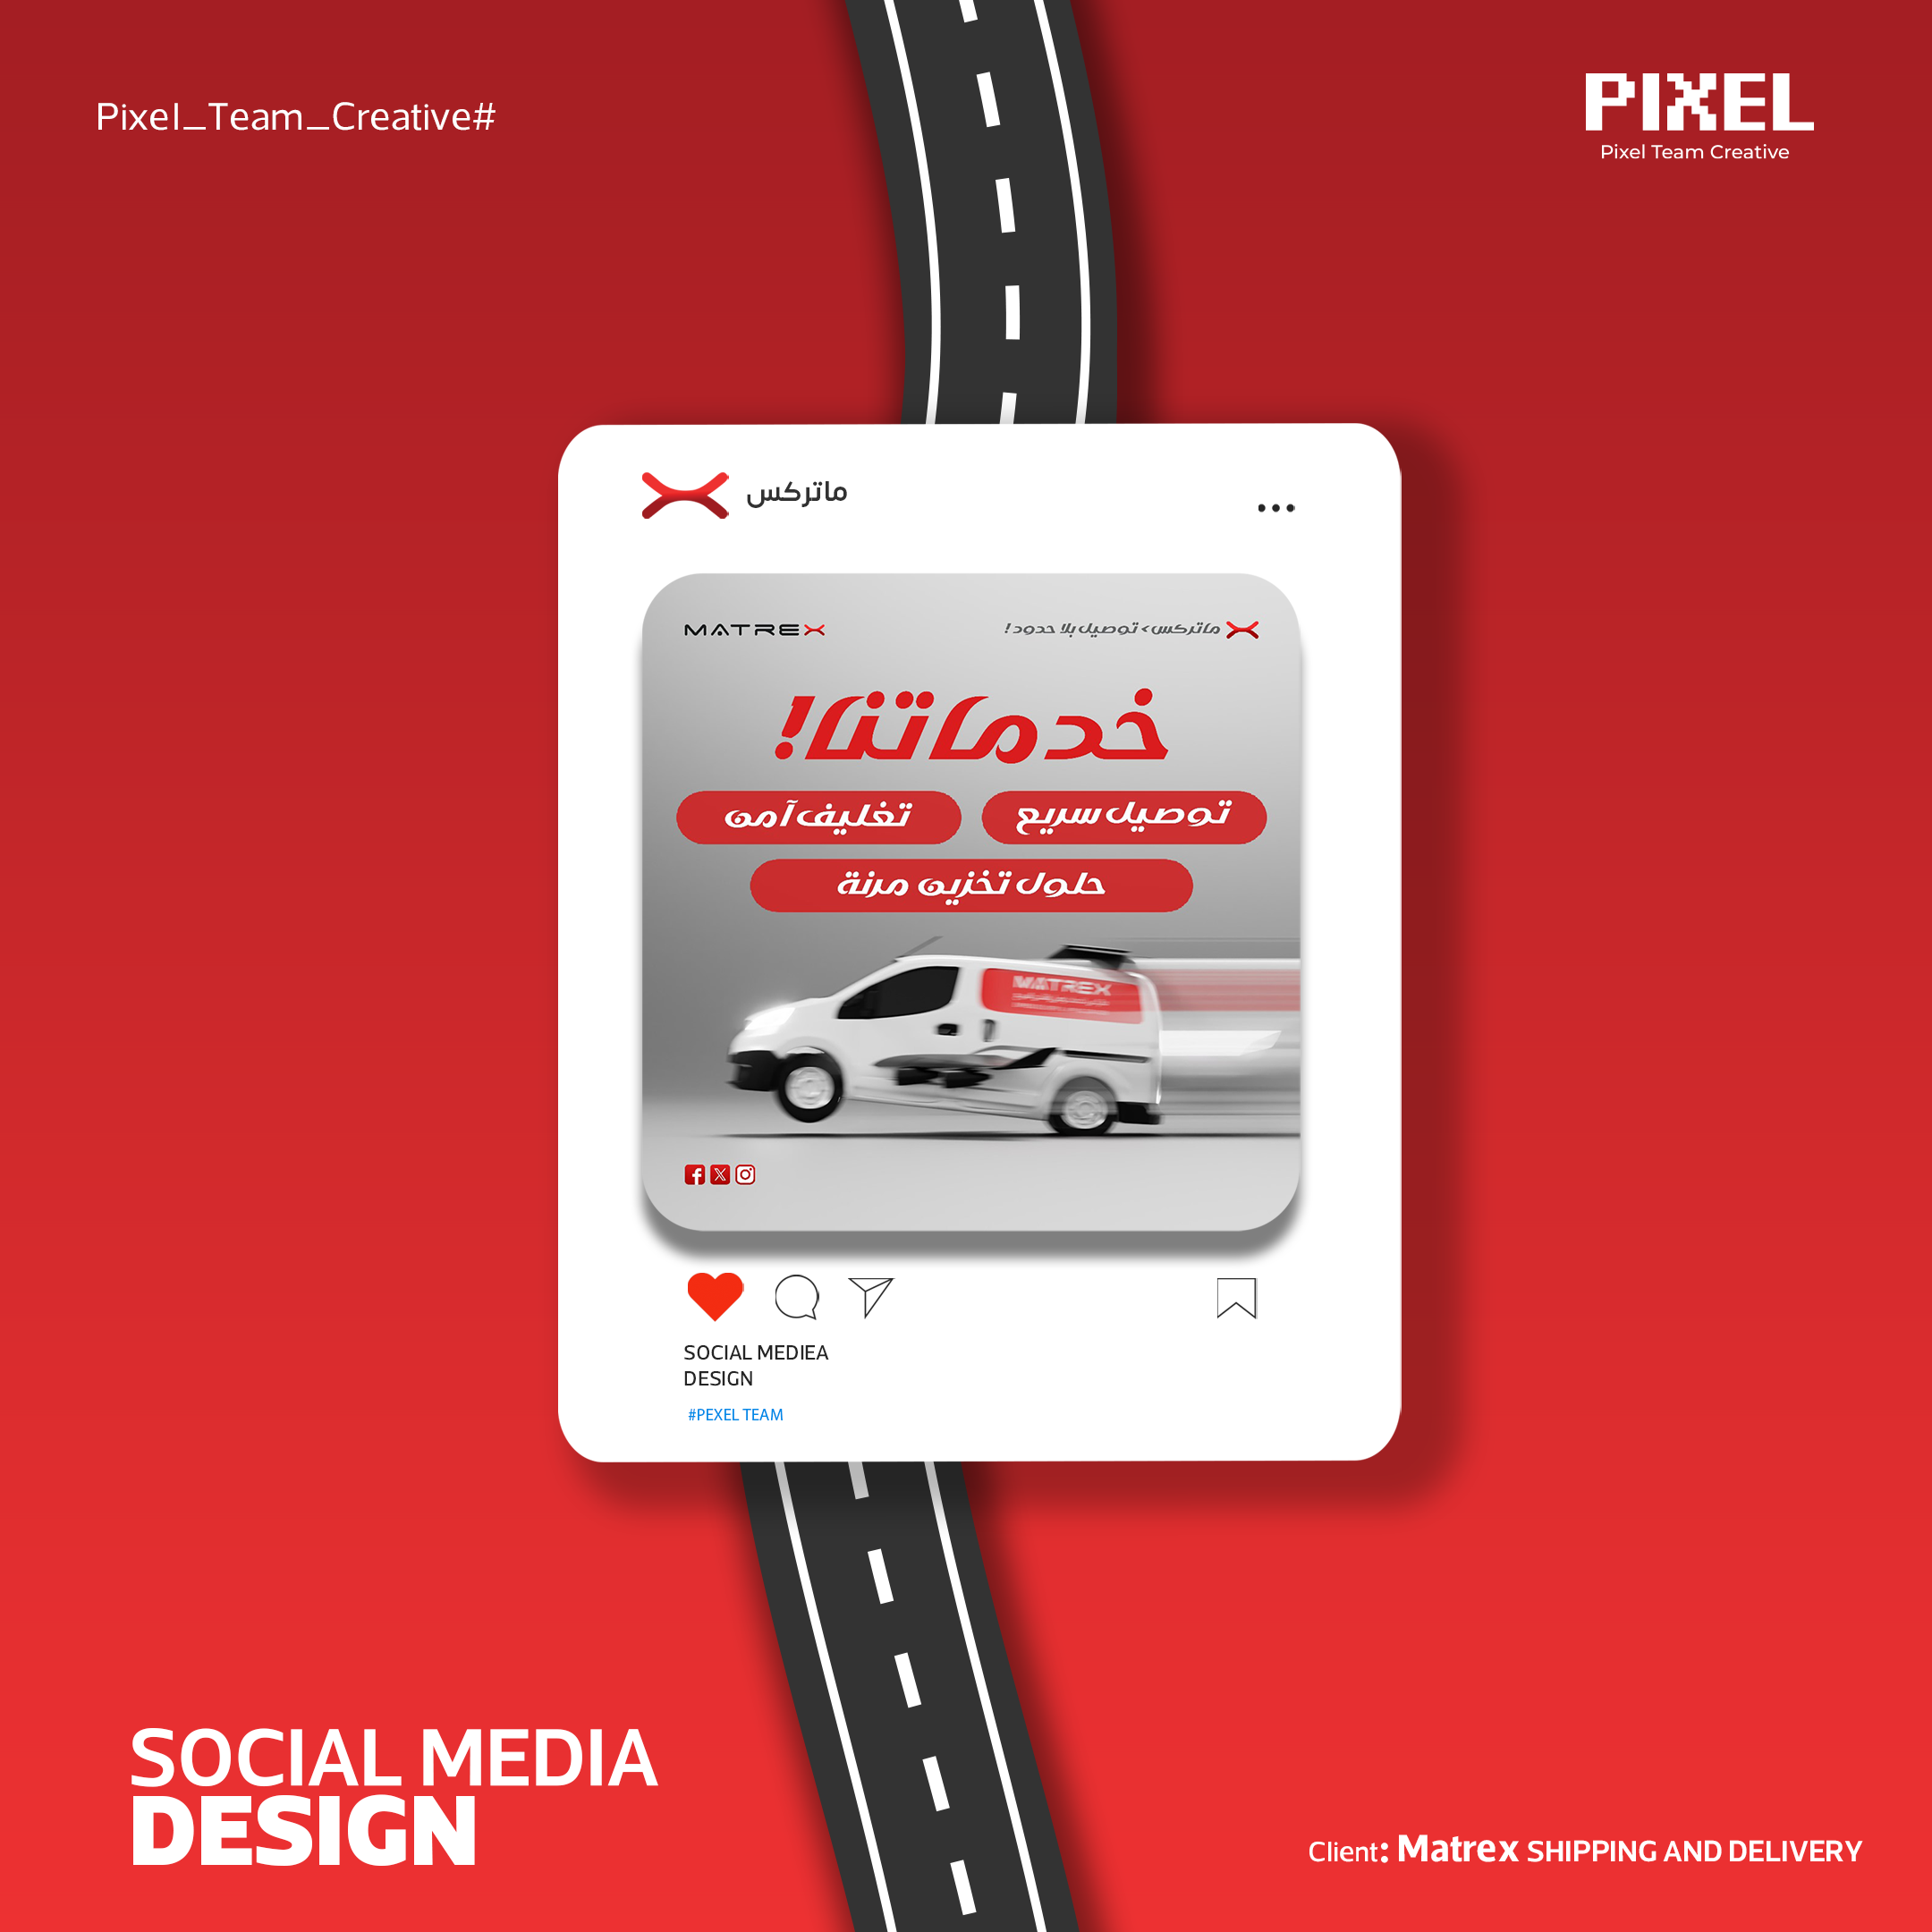 Pixel_Team_Creative#
PIXEL
Pixel Team Creative
ماتركس
MATREX
ماتركس > توصيل بلا حدود !
خدماتنا!
توصيل سريع
تغليف آمن
حلول تخزين مرنة
MATREX
SOCIAL MEDIEA
DESIGN
#PEXEL TEAM
SOCIAL MEDIA
DESIGN
Client: Matrex SHIPPING AND DELIVERY